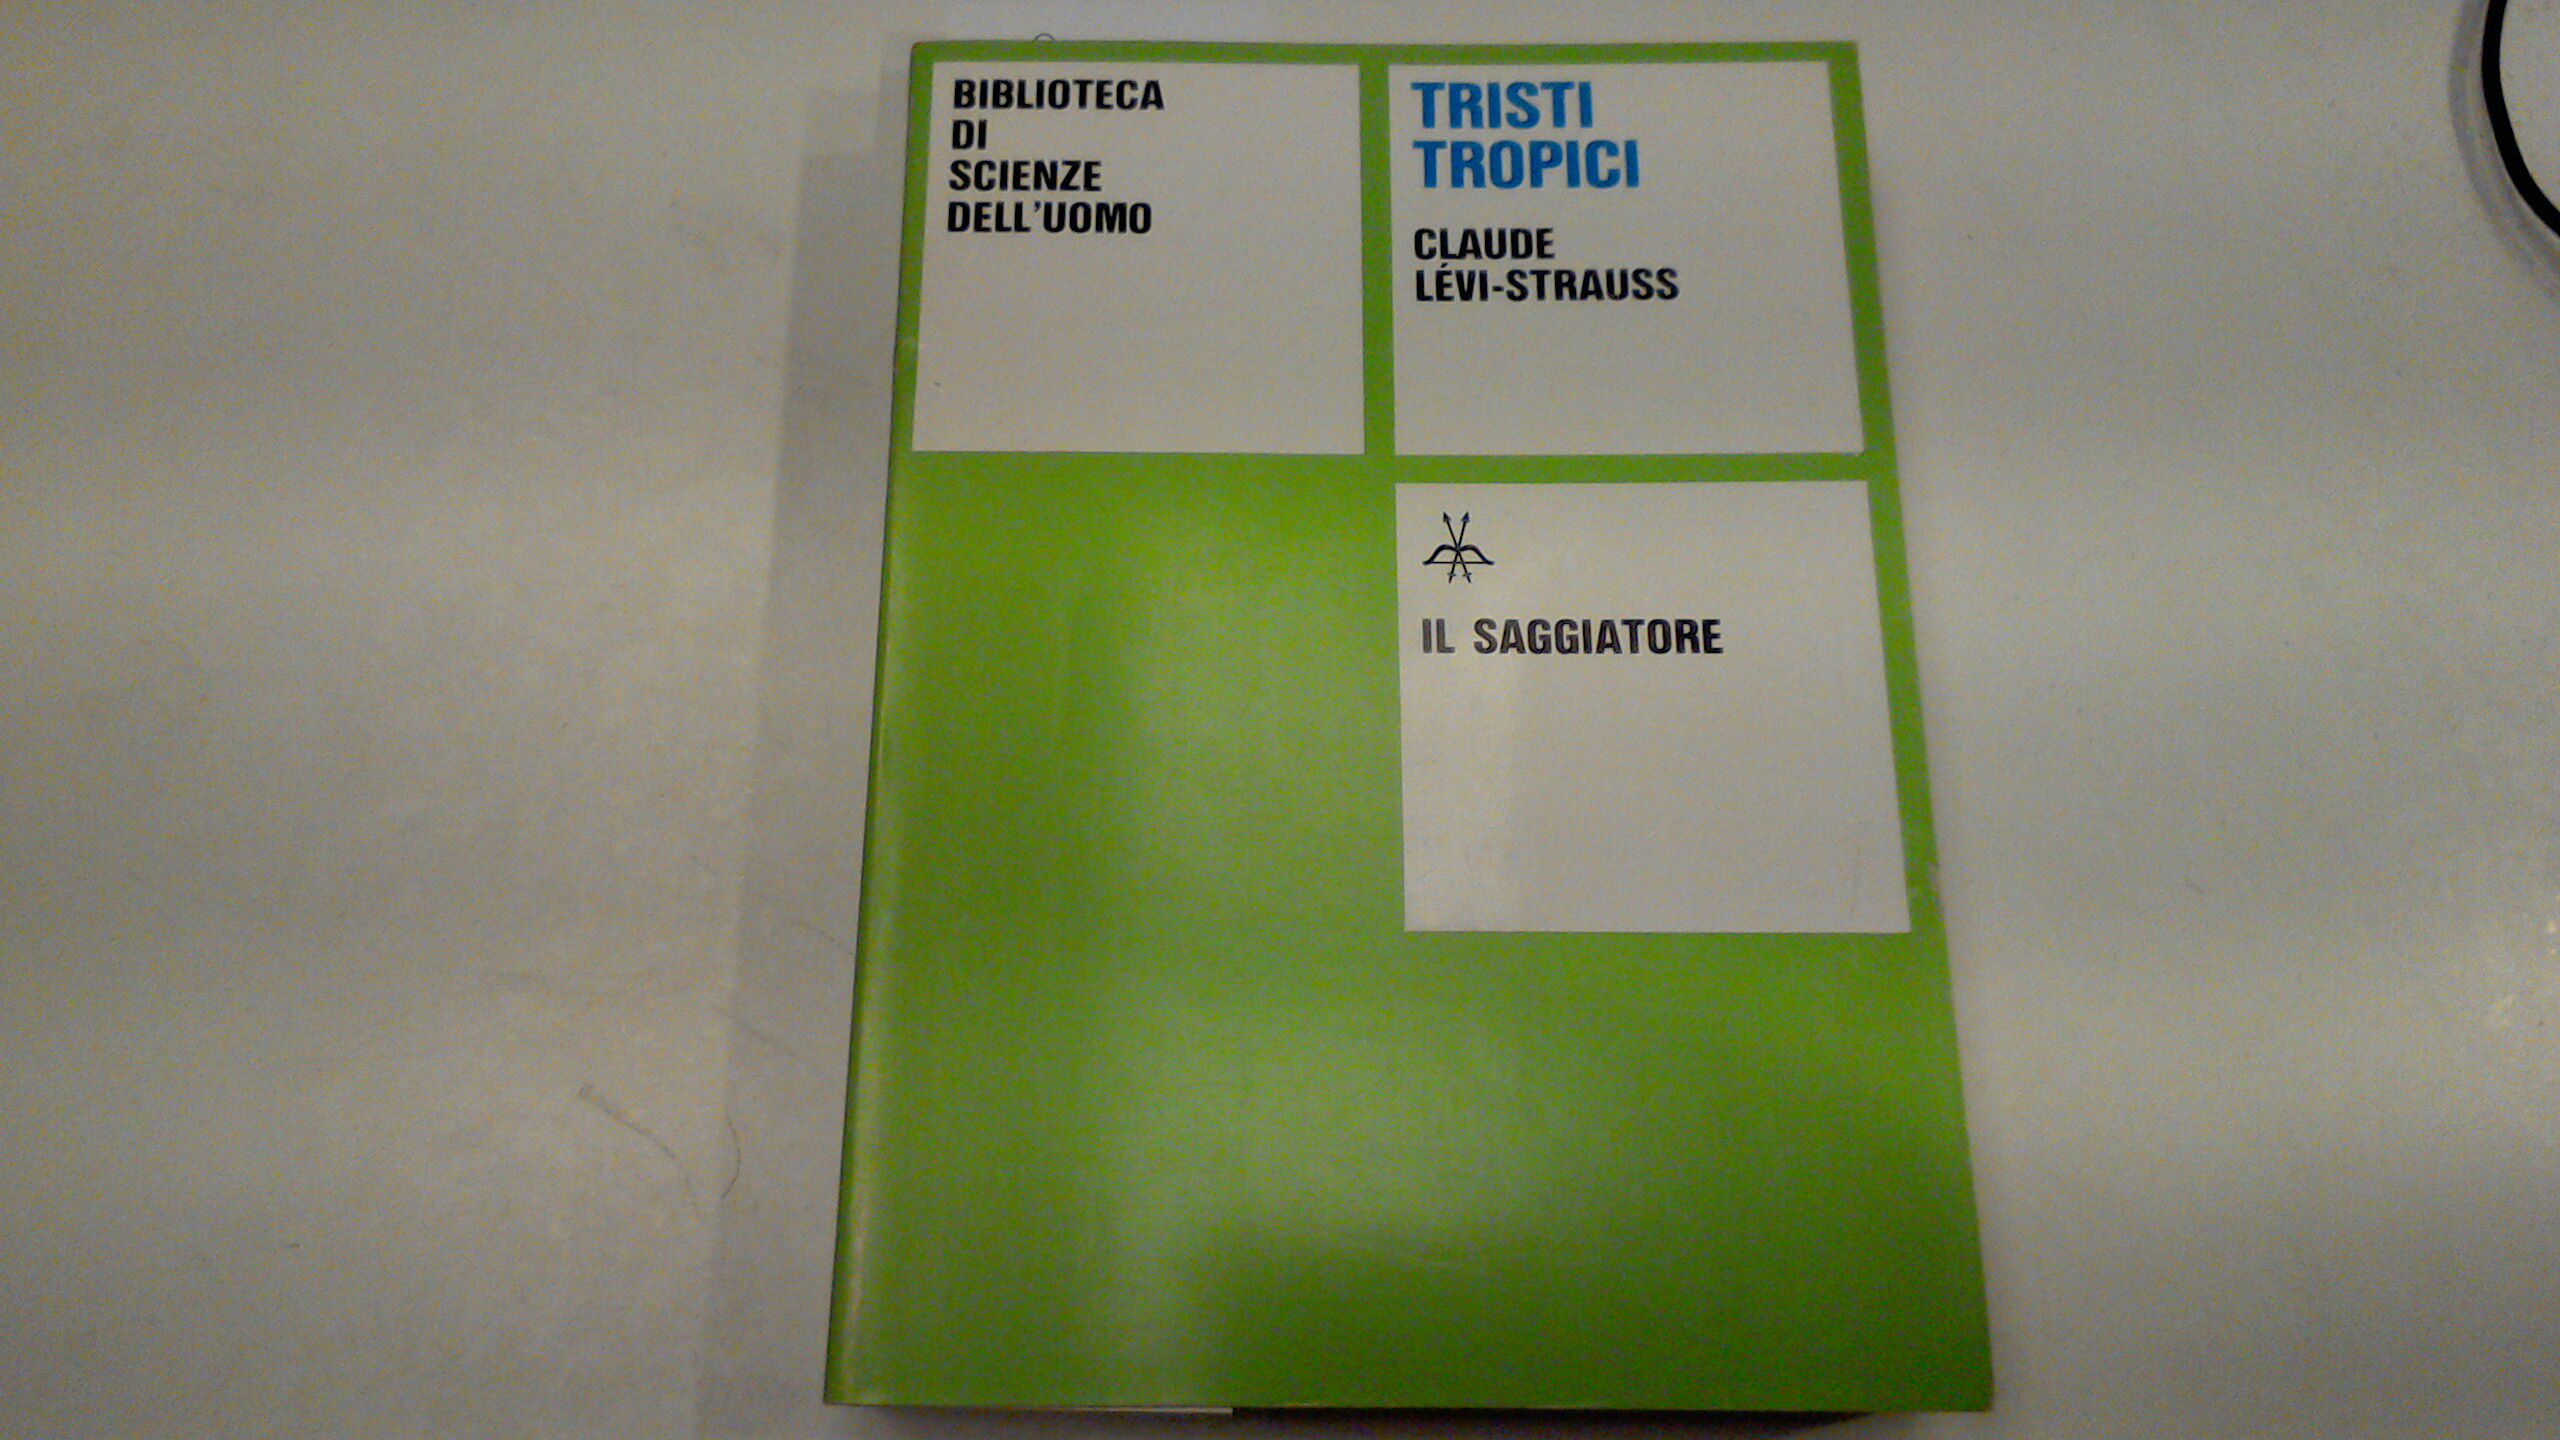 BIBLIOTECA
DI
SCIENZE
DELL'UOMO
TRISTI
TROPICI
CLAUDE
LÉVI-STRAUSS
IL SAGGIATORE